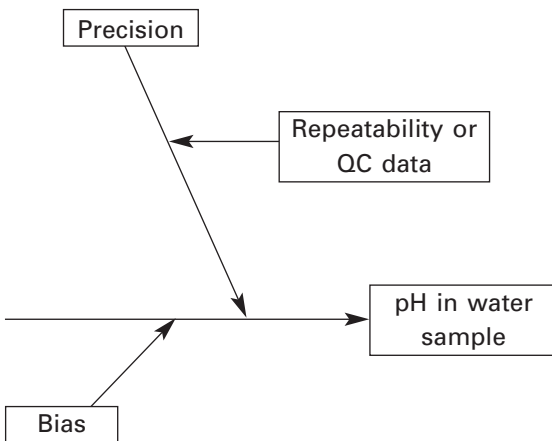 Precision
Repeatability or
QC data
pH in water
sample
Bias